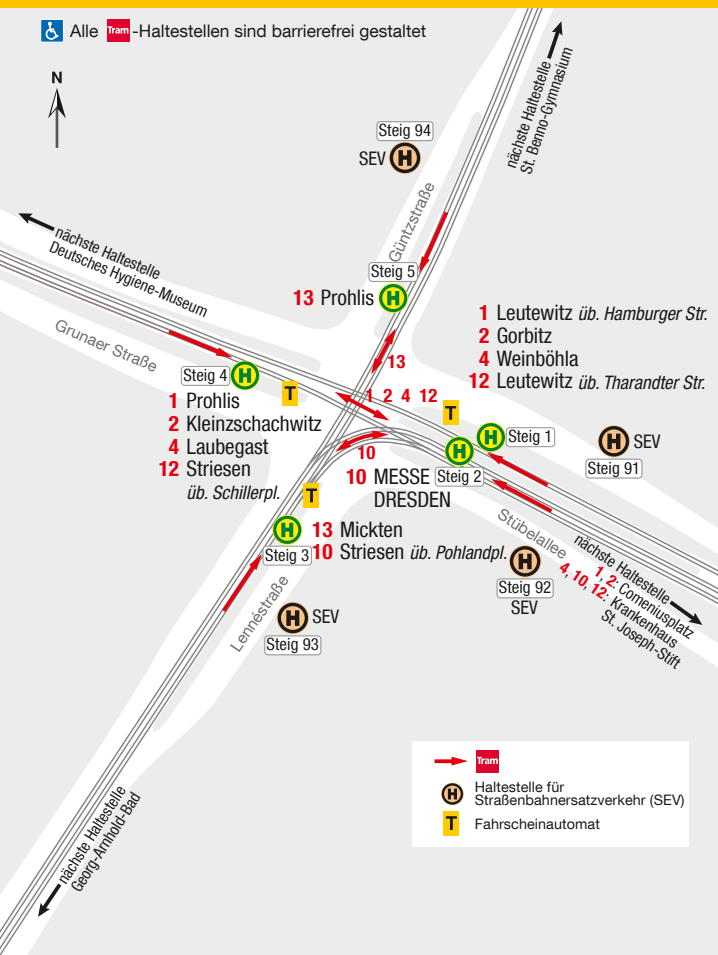 Alle Tram-Haltestellen sind barrierefrei gestaltet
N
nächste Haltestelle
St. Benno-Gymnasium
Steig 94
SEV H
Güntzstraße
nächste Haltestelle
Deutsches Hygiene-Museum
Grunaer Straße
Steig 5
13 Prohlis H
13
1 Leutewitz üb. Hamburger Str.
2 Gorbitz
4 Weinböhla
12 Leutewitz üb. Tharandter Str.
Steig 4 H
T
1 Prohlis
2 Kleinzschachwitz
4 Laubegast
12 Striesen
üb. Schillerpl.
1 2 4 12
T
H Steig 1
H SEV
Steig 91
10
H
Steig 2
10 MESSE
DRESDEN
T
H
Steig 3
13 Mickten
10 Striesen üb. Pohlandpl.
Stübelallee
H
Steig 92
SEV
nächste Haltestelle
1, 2: Comeniusplatz
4, 10, 12: Krankenhaus
St. Joseph-Stift
Lennéstraße
H SEV
Steig 93
nächste Haltestelle
Georg-Arnhold-Bad
Tram
H Haltestelle für
Straßenbahnersatzverkehr (SEV)
T Fahrscheinautomat